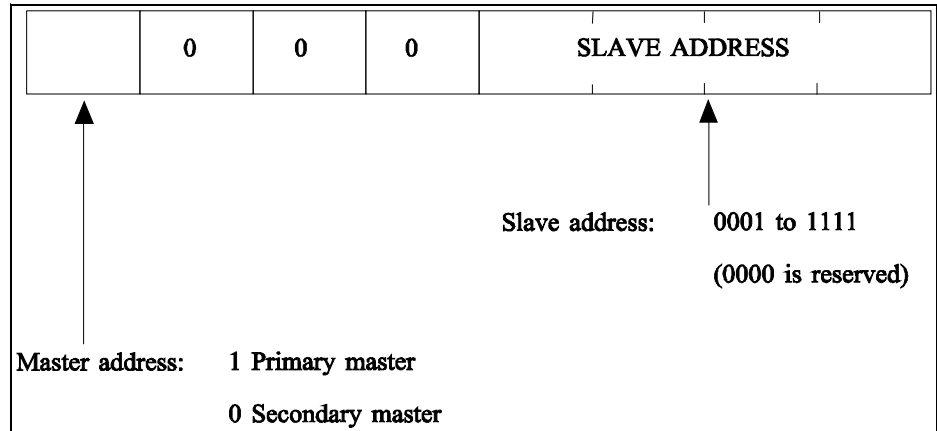 0 0 0 SLAVE ADDRESS
Slave address: 0001 to 1111
(0000 is reserved)
Master address: 1 Primary master
0 Secondary master